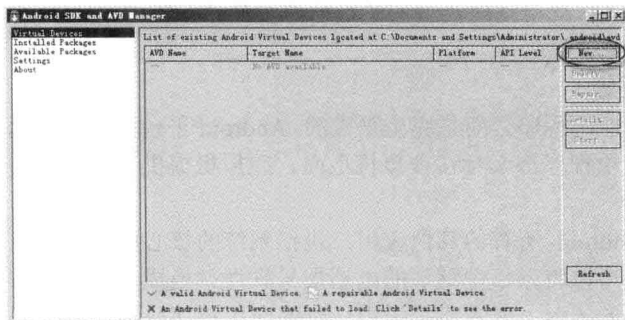 Android SDK and AVD Manager
Virtual Devices
Installed Packages
Available Packages
Settings
About
List of existing Android Virtual Devices located at C:\Documents and Settings\Administrator\.android\avd
AVD Name Target Name Platform API Level
-- No AVD available -- --
New...
Delete...
Repair...
Details...
Start...
Refresh
A valid Android Virtual Device. A repairable Android Virtual Device.
An Android Virtual Device that failed to load. Click 'Details' to see the error.